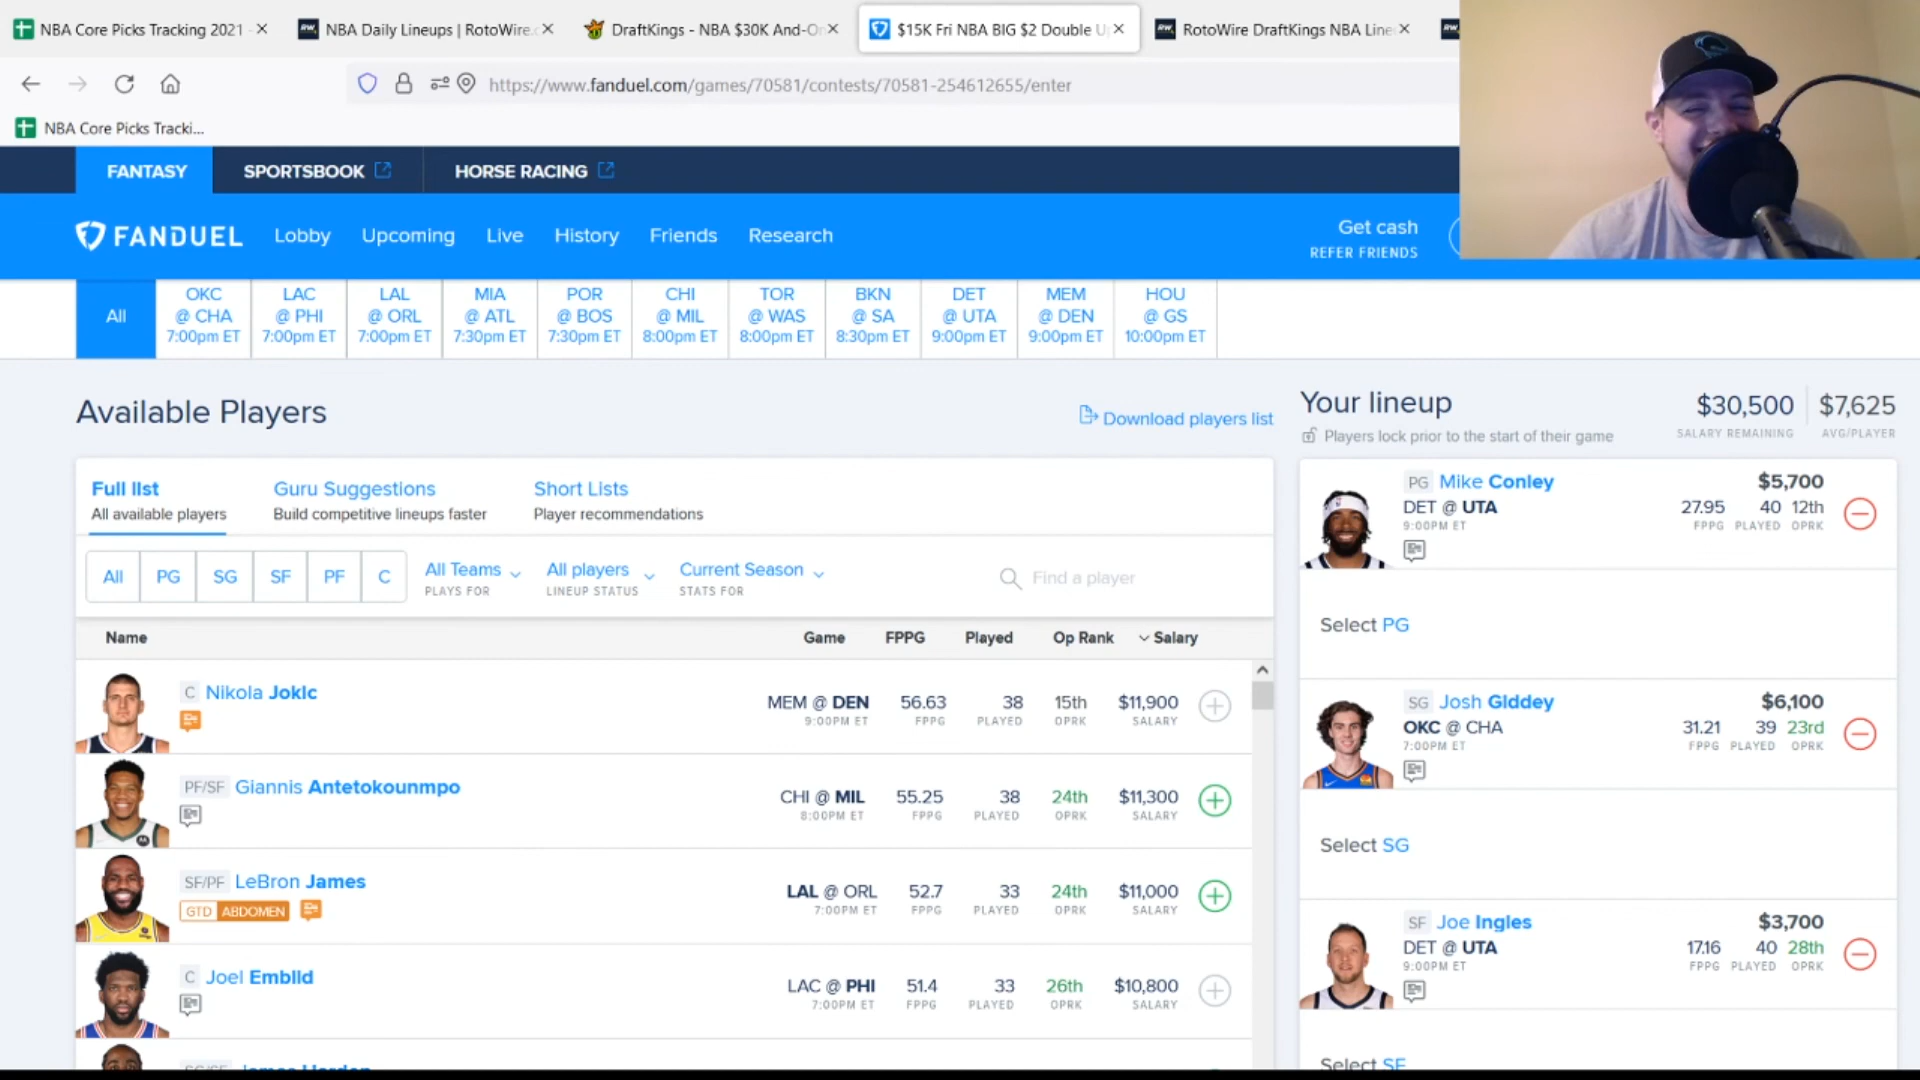 NBA Core Picks Tracking 2021
NBA Daily Lineups | RotoWire.c
DraftKings - NBA $30K And-O
$15K Fri NBA BIG $2 Double U
RotoWire DraftKings NBA Line
RW
https://www.fanduel.com/games/70581/contests/70581-254612655/enter
NBA Core Picks Tracki...
FANTASY
SPORTSBOOK
HORSE RACING
FANDUEL
Lobby
Upcoming
Live
History
Friends
Research
Get cash
REFER FRIENDS
All
OKC @ CHA 7:00pm ET
LAC @ PHI 7:00pm ET
LAL @ ORL 7:00pm ET
MIA @ ATL 7:30pm ET
POR @ BOS 7:30pm ET
CHI @ MIL 8:00pm ET
TOR @ WAS 8:00pm ET
BKN @ SA 8:30pm ET
DET @ UTA 9:00pm ET
MEM @ DEN 9:00pm ET
HOU @ GS 10:00pm ET
Available Players
Download players list
Full list
All available players
Guru Suggestions
Build competitive lineups faster
Short Lists
Player recommendations
All PG SG SF PF C
All Teams
PLAYS FOR
All players
LINEUP STATUS
Current Season
STATS FOR
Find a player
Name Game FPPG Played Op Rank Salary
C Nikola Jokic
MEM @ DEN 56.63 38 15th $11,900
9:00PM ET FPPG PLAYED OPRK SALARY
PF/SF Giannis Antetokounmpo
CHI @ MIL 55.25 38 24th $11,300
8:00PM ET FPPG PLAYED OPRK SALARY
SF/PF LeBron James
GTD ABDOMEN
LAL @ ORL 52.7 33 24th $11,000
7:00PM ET FPPG PLAYED OPRK SALARY
C Joel Embiid
LAC @ PHI 51.4 33 26th $10,800
7:00PM ET FPPG PLAYED OPRK SALARY
Your lineup
Players lock prior to the start of their game
$30,500
SALARY REMAINING
$7,625
AVG/PLAYER
PG Mike Conley $5,700
DET @ UTA 27.95 40 12th
9:00PM ET FPPG PLAYED OPRK
Select PG
SG Josh Giddey $6,100
OKC @ CHA 31.21 39 23rd
7:00PM ET FPPG PLAYED OPRK
Select SG
SF Joe Ingles $3,700
DET @ UTA 17.16 40 28th
9:00PM ET FPPG PLAYED OPRK
Select SF